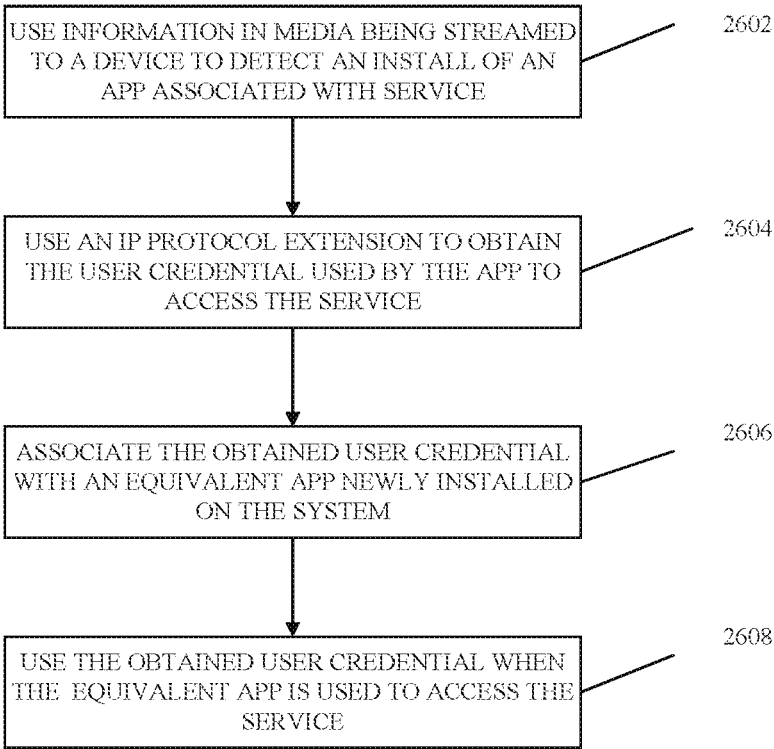 USE INFORMATION IN MEDIA BEING STREAMED
TO A DEVICE TO DETECT AN INSTALL OF AN
APP ASSOCIATED WITH SERVICE
2602
USE AN IP PROTOCOL EXTENSION TO OBTAIN
THE USER CREDENTIAL USED BY THE APP TO
ACCESS THE SERVICE
2604
ASSOCIATE THE OBTAINED USER CREDENTIAL
WITH AN EQUIVALENT APP NEWLY INSTALLED
ON THE SYSTEM
2606
USE THE OBTAINED USER CREDENTIAL WHEN
THE EQUIVALENT APP IS USED TO ACCESS THE
SERVICE
2608